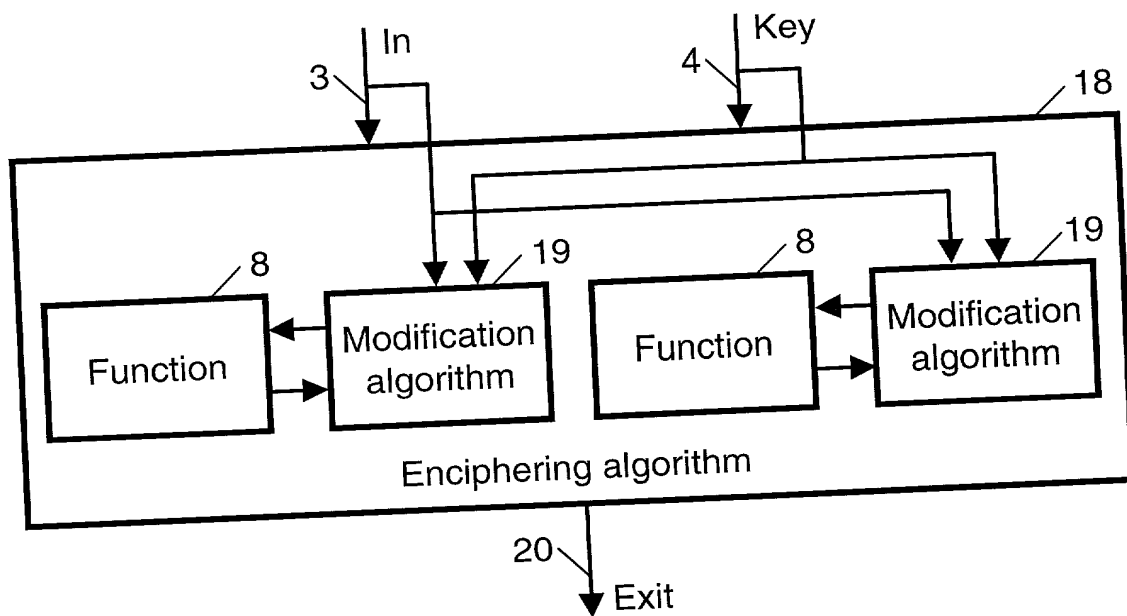 In
Key
3
4
18
8
19
8
19
Function
Modification
algorithm
Function
Modification
algorithm
Enciphering algorithm
20
Exit